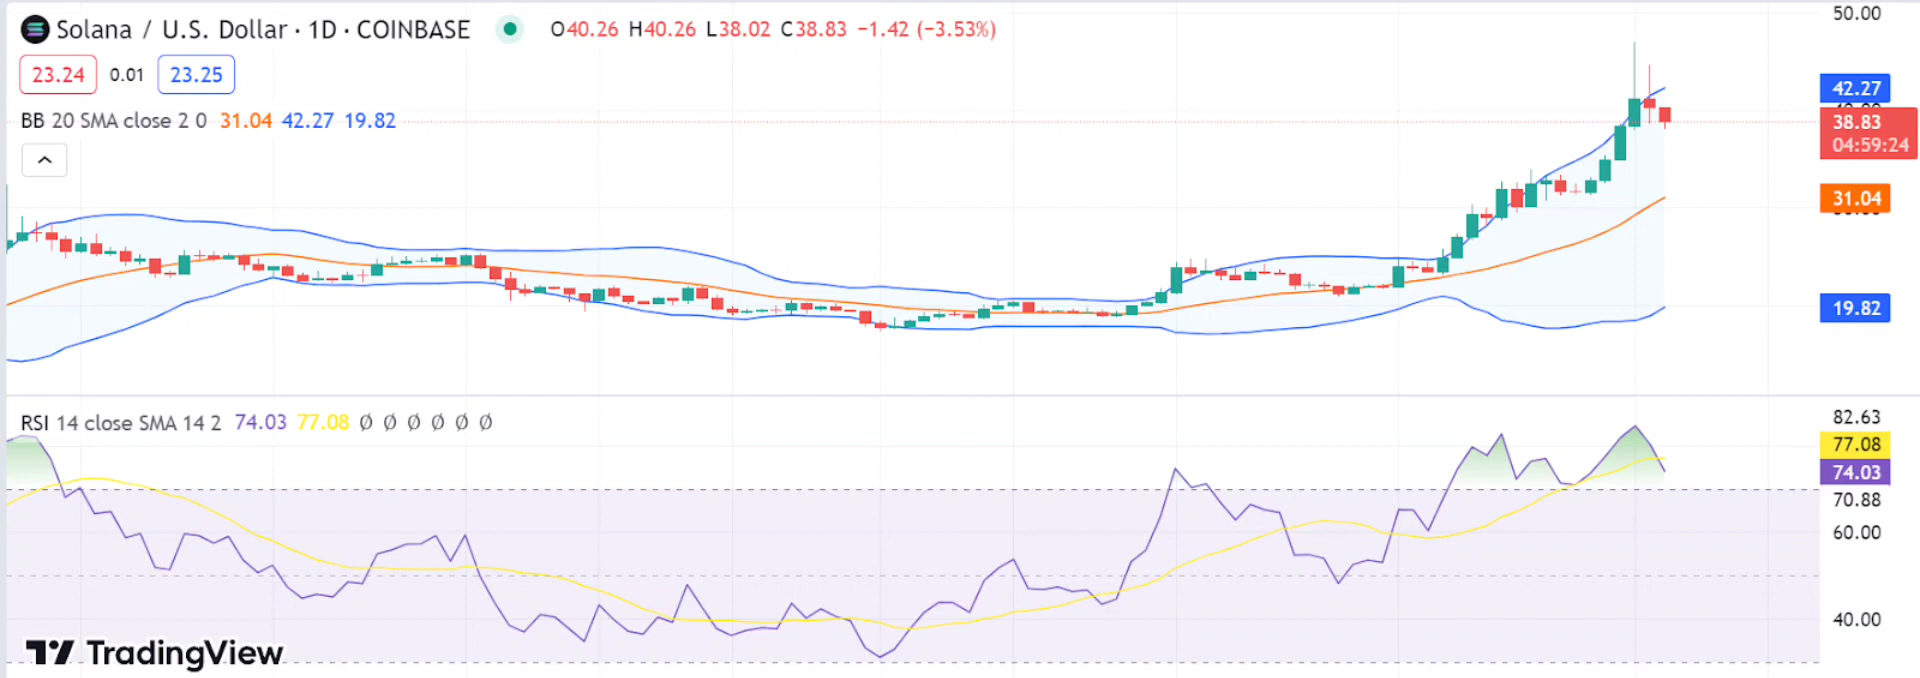 Solana / U.S. Dollar · 1D · COINBASE O40.26 H40.26 L38.02 C38.83 −1.42 (−3.53%)
23.24 0.01 23.25
BB 20 SMA close 2 0 31.04 42.27 19.82
50.00
42.27
38.83
04:59:24
31.04
19.82
RSI 14 close SMA 14 2 74.03 77.08 Ø Ø Ø Ø Ø Ø
82.63
77.08
74.03
70.88
60.00
40.00
TradingView